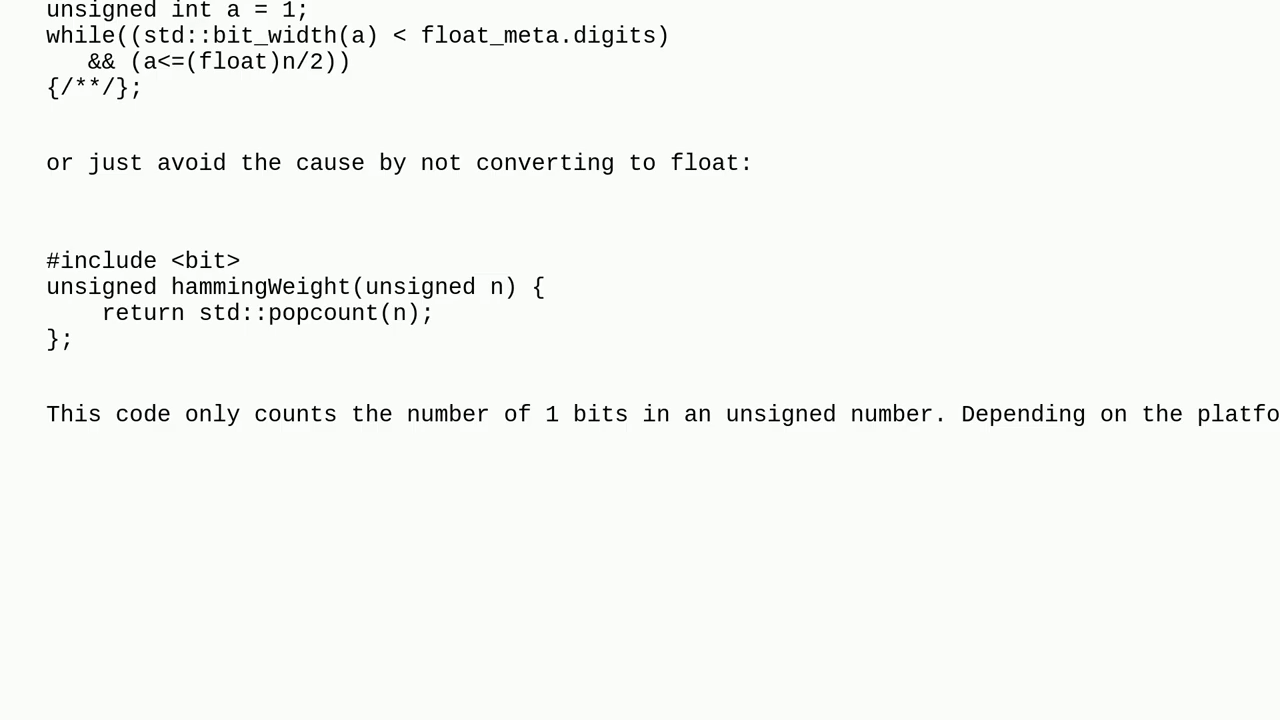 unsigned int a = 1;
while((std::bit_width(a) < float_meta.digits)
   && (a<=(float)n/2))
{/**/};
or just avoid the cause by not converting to float:
#include <bit>
unsigned hammingWeight(unsigned n) {
    return std::popcount(n);
};
This code only counts the number of 1 bits in an unsigned number. Depending on the platfo